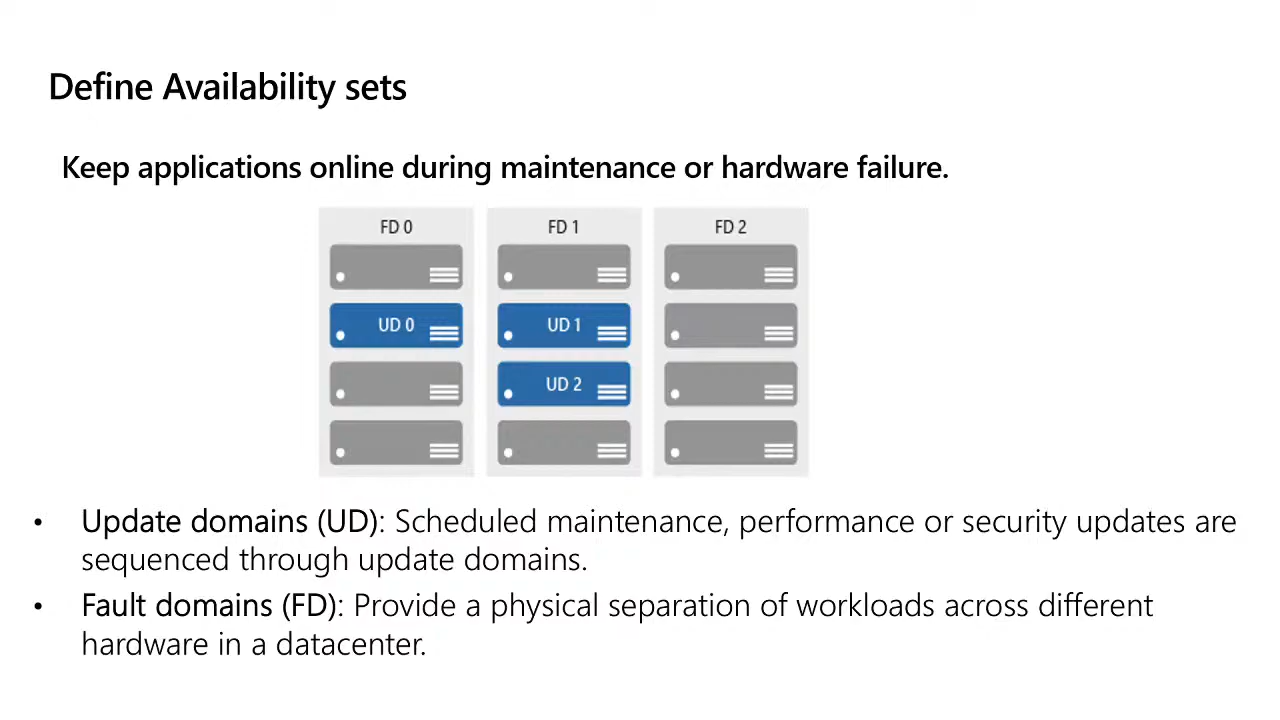 Define Availability sets
Keep applications online during maintenance or hardware failure.
FD 0 FD 1 FD 2
UD 0 UD 1
UD 2
• Update domains (UD): Scheduled maintenance, performance or security updates are
sequenced through update domains.
• Fault domains (FD): Provide a physical separation of workloads across different
hardware in a datacenter.